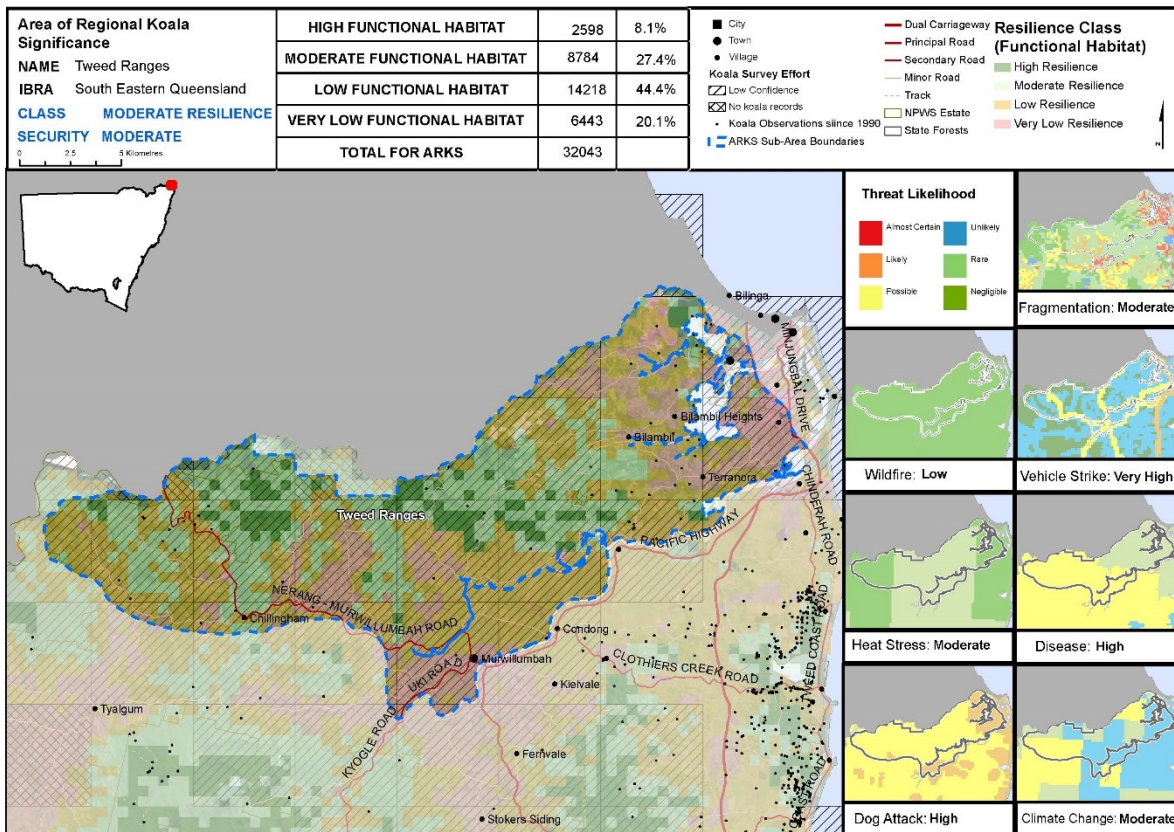 Area of Regional Koala
Significance
NAME Tweed Ranges
IBRA South Eastern Queensland
CLASS MODERATE RESILIENCE
SECURITY MODERATE
0 2.5 5 Kilometres
HIGH FUNCTIONAL HABITAT 2598 8.1%
MODERATE FUNCTIONAL HABITAT 8784 27.4%
LOW FUNCTIONAL HABITAT 14218 44.4%
VERY LOW FUNCTIONAL HABITAT 6443 20.1%
TOTAL FOR ARKS 32043
City
Town
Village
Koala Survey Effort
Low Confidence
No koala records
Koala Observations siince 1990
ARKS Sub-Area Boundaries
Dual Carriageway
Principal Road
Secondary Road
Minor Road
Track
NPWS Estate
State Forests
Resilience Class
(Functional Habitat)
High Resilience
Moderate Resilience
Low Resilience
Very Low Resilience
N
Bilinga
MINJUNGBAL DRIVE
Bilambil Heights
Bilambil
Terranora
CHINDERAH ROAD
Tweed Ranges
PACIFIC HIGHWAY
NERANG - MURWILLUMBAH ROAD
Chillingham
Condong
UKI ROAD
Murwillumbah
CLOTHIERS CREEK ROAD
TWEED COAST ROAD
Kielvale
Tyalgum
KYOGLE ROAD
Fernvale
COAST ROAD
Stokers Siding
Threat Likelihood
Almost Certain
Unlikely
Likely
Rare
Possible
Negligible
Fragmentation: Moderate
Wildfire: Low
Vehicle Strike: Very High
Heat Stress: Moderate
Disease: High
Dog Attack: High
Climate Change: Moderate